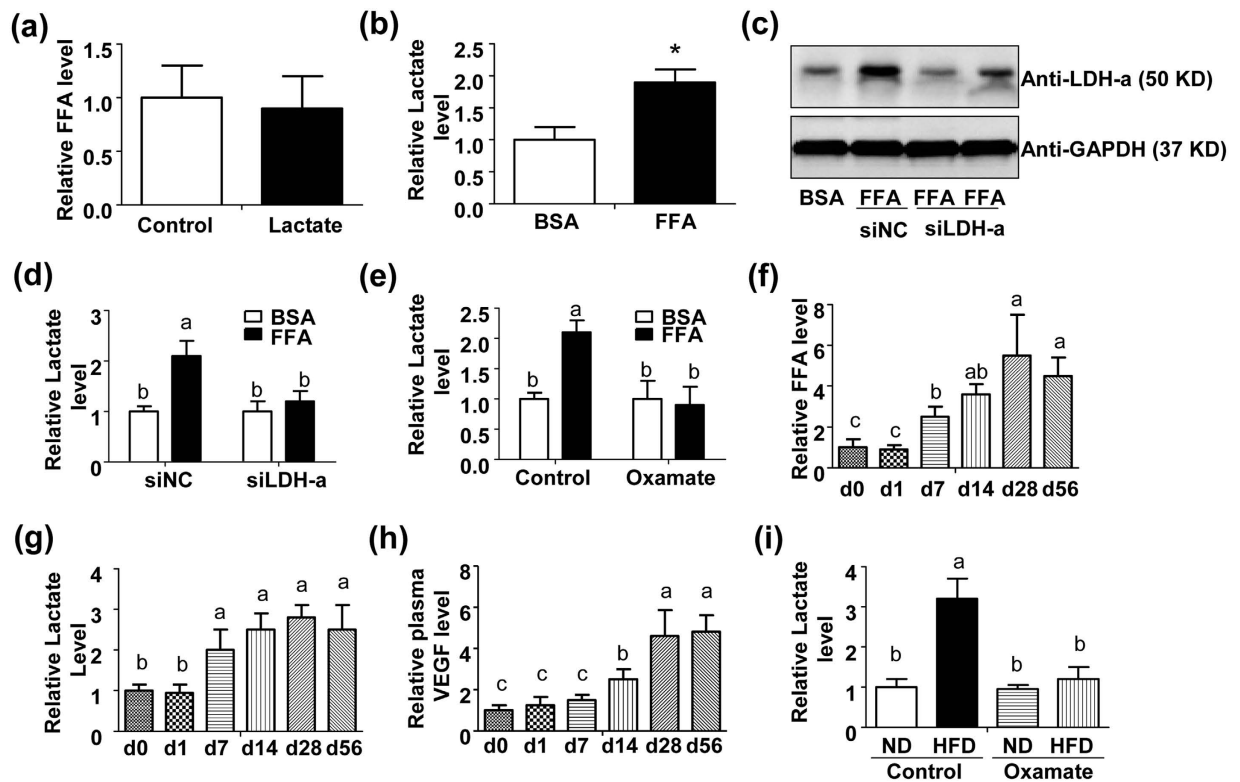 (a)
Relative FFA level
1.5
1.0
0.5
0.0
Control Lactate
(b)
Relative Lactate
level
2.5
2.0
1.5
1.0
0.5
0.0
*
BSA FFA
(c)
Anti-LDH-a (50 KD)
Anti-GAPDH (37 KD)
BSA FFA FFA FFA
siNC siLDH-a
(d)
Relative Lactate
level
3
2
1
0
BSA
FFA
b a b b
siNC siLDH-a
(e)
Relative Lactate
level
2.5
2.0
1.5
1.0
0.5
0.0
BSA
FFA
b a b b
Control Oxamate
(f)
Relative FFA level
8
6
4
2
0
c c b ab a a
d0 d1 d7 d14 d28 d56
(g)
Relative Lactate
Level
4
3
2
1
0
b b a a a a
d0 d1 d7 d14 d28 d56
(h)
Relative plasma
VEGF level
8
6
4
2
0
c c c b a a
d0 d1 d7 d14 d28 d56
(i)
Relative Lactate
level
4
3
2
1
0
b a b b
ND HFD ND HFD
Control Oxamate